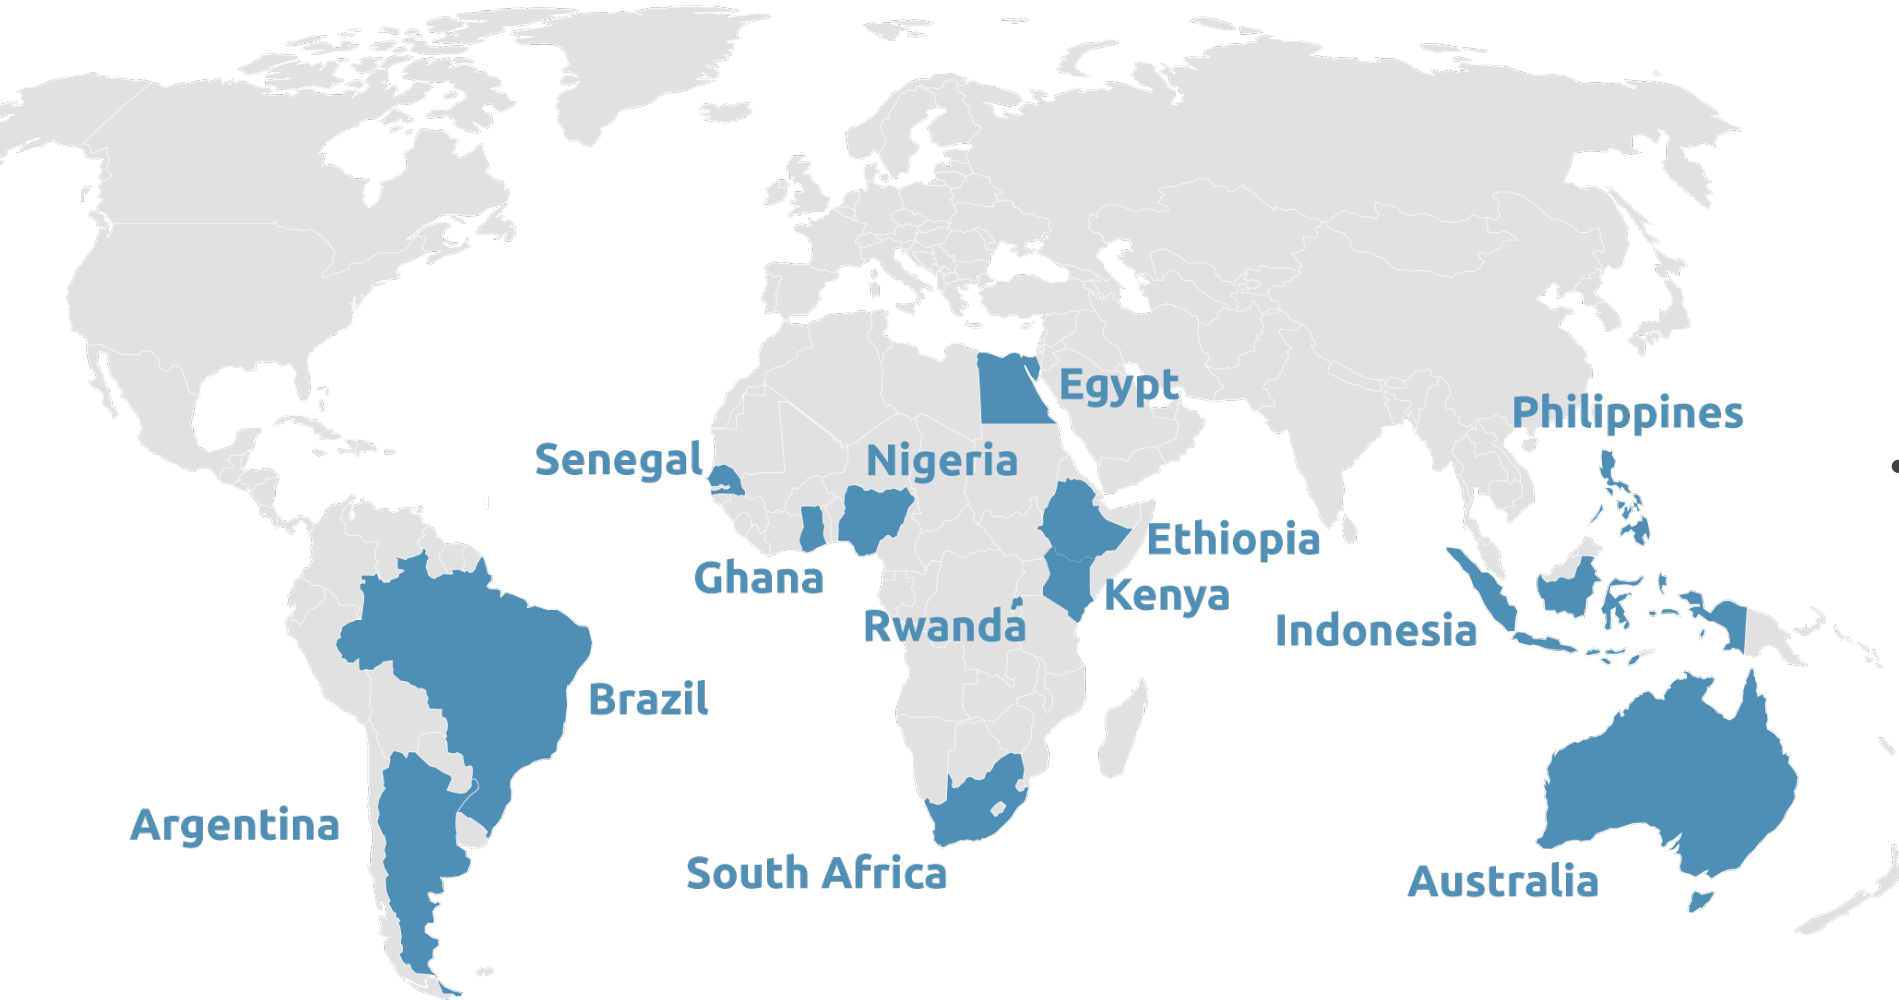 Egypt
Philippines
Senegal
Nigeria
Ethiopia
Ghana
Kenya
Rwanda
Indonesia
Brazil
Argentina
South Africa
Australia